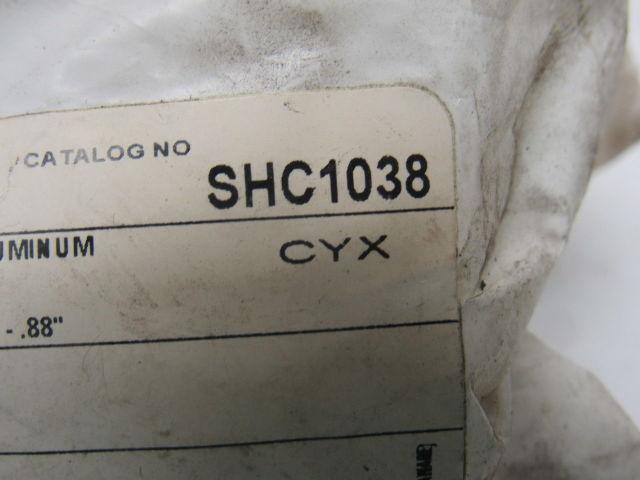 /CATALOG NO
SHC1038
UMINUM
CYX
- .88"